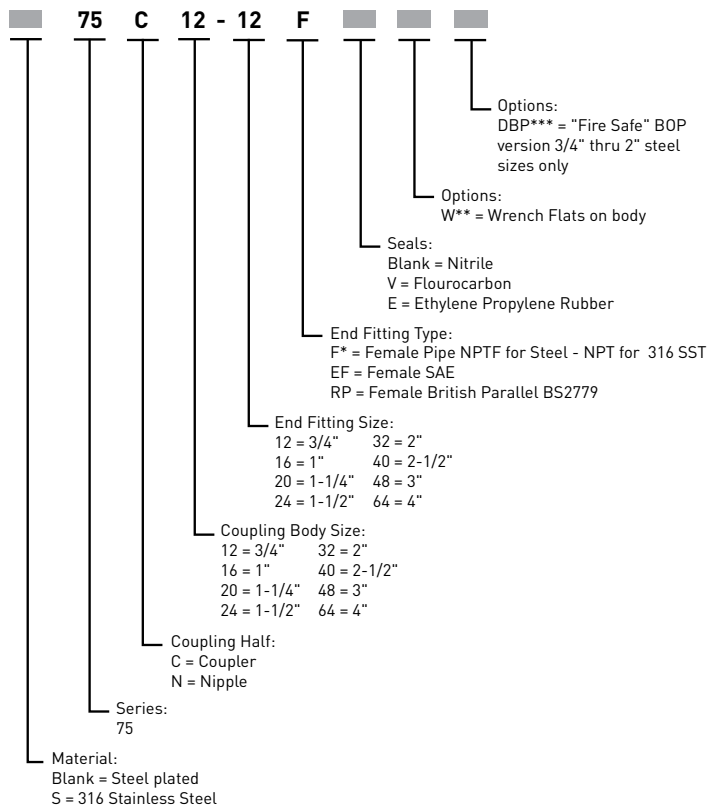 75 C 12 - 12 F
Options:
DBP*** = "Fire Safe" BOP
version 3/4" thru 2" steel
sizes only
Options:
W** = Wrench Flats on body
Seals:
Blank = Nitrile
V = Flourocarbon
E = Ethylene Propylene Rubber
End Fitting Type:
F* = Female Pipe NPTF for Steel - NPT for 316 SST
EF = Female SAE
RP = Female British Parallel BS2779
End Fitting Size:
12 = 3/4" 32 = 2"
16 = 1" 40 = 2-1/2"
20 = 1-1/4" 48 = 3"
24 = 1-1/2" 64 = 4"
Coupling Body Size:
12 = 3/4" 32 = 2"
16 = 1" 40 = 2-1/2"
20 = 1-1/4" 48 = 3"
24 = 1-1/2" 64 = 4"
Coupling Half:
C = Coupler
N = Nipple
Series:
75
Material:
Blank = Steel plated
S = 316 Stainless Steel